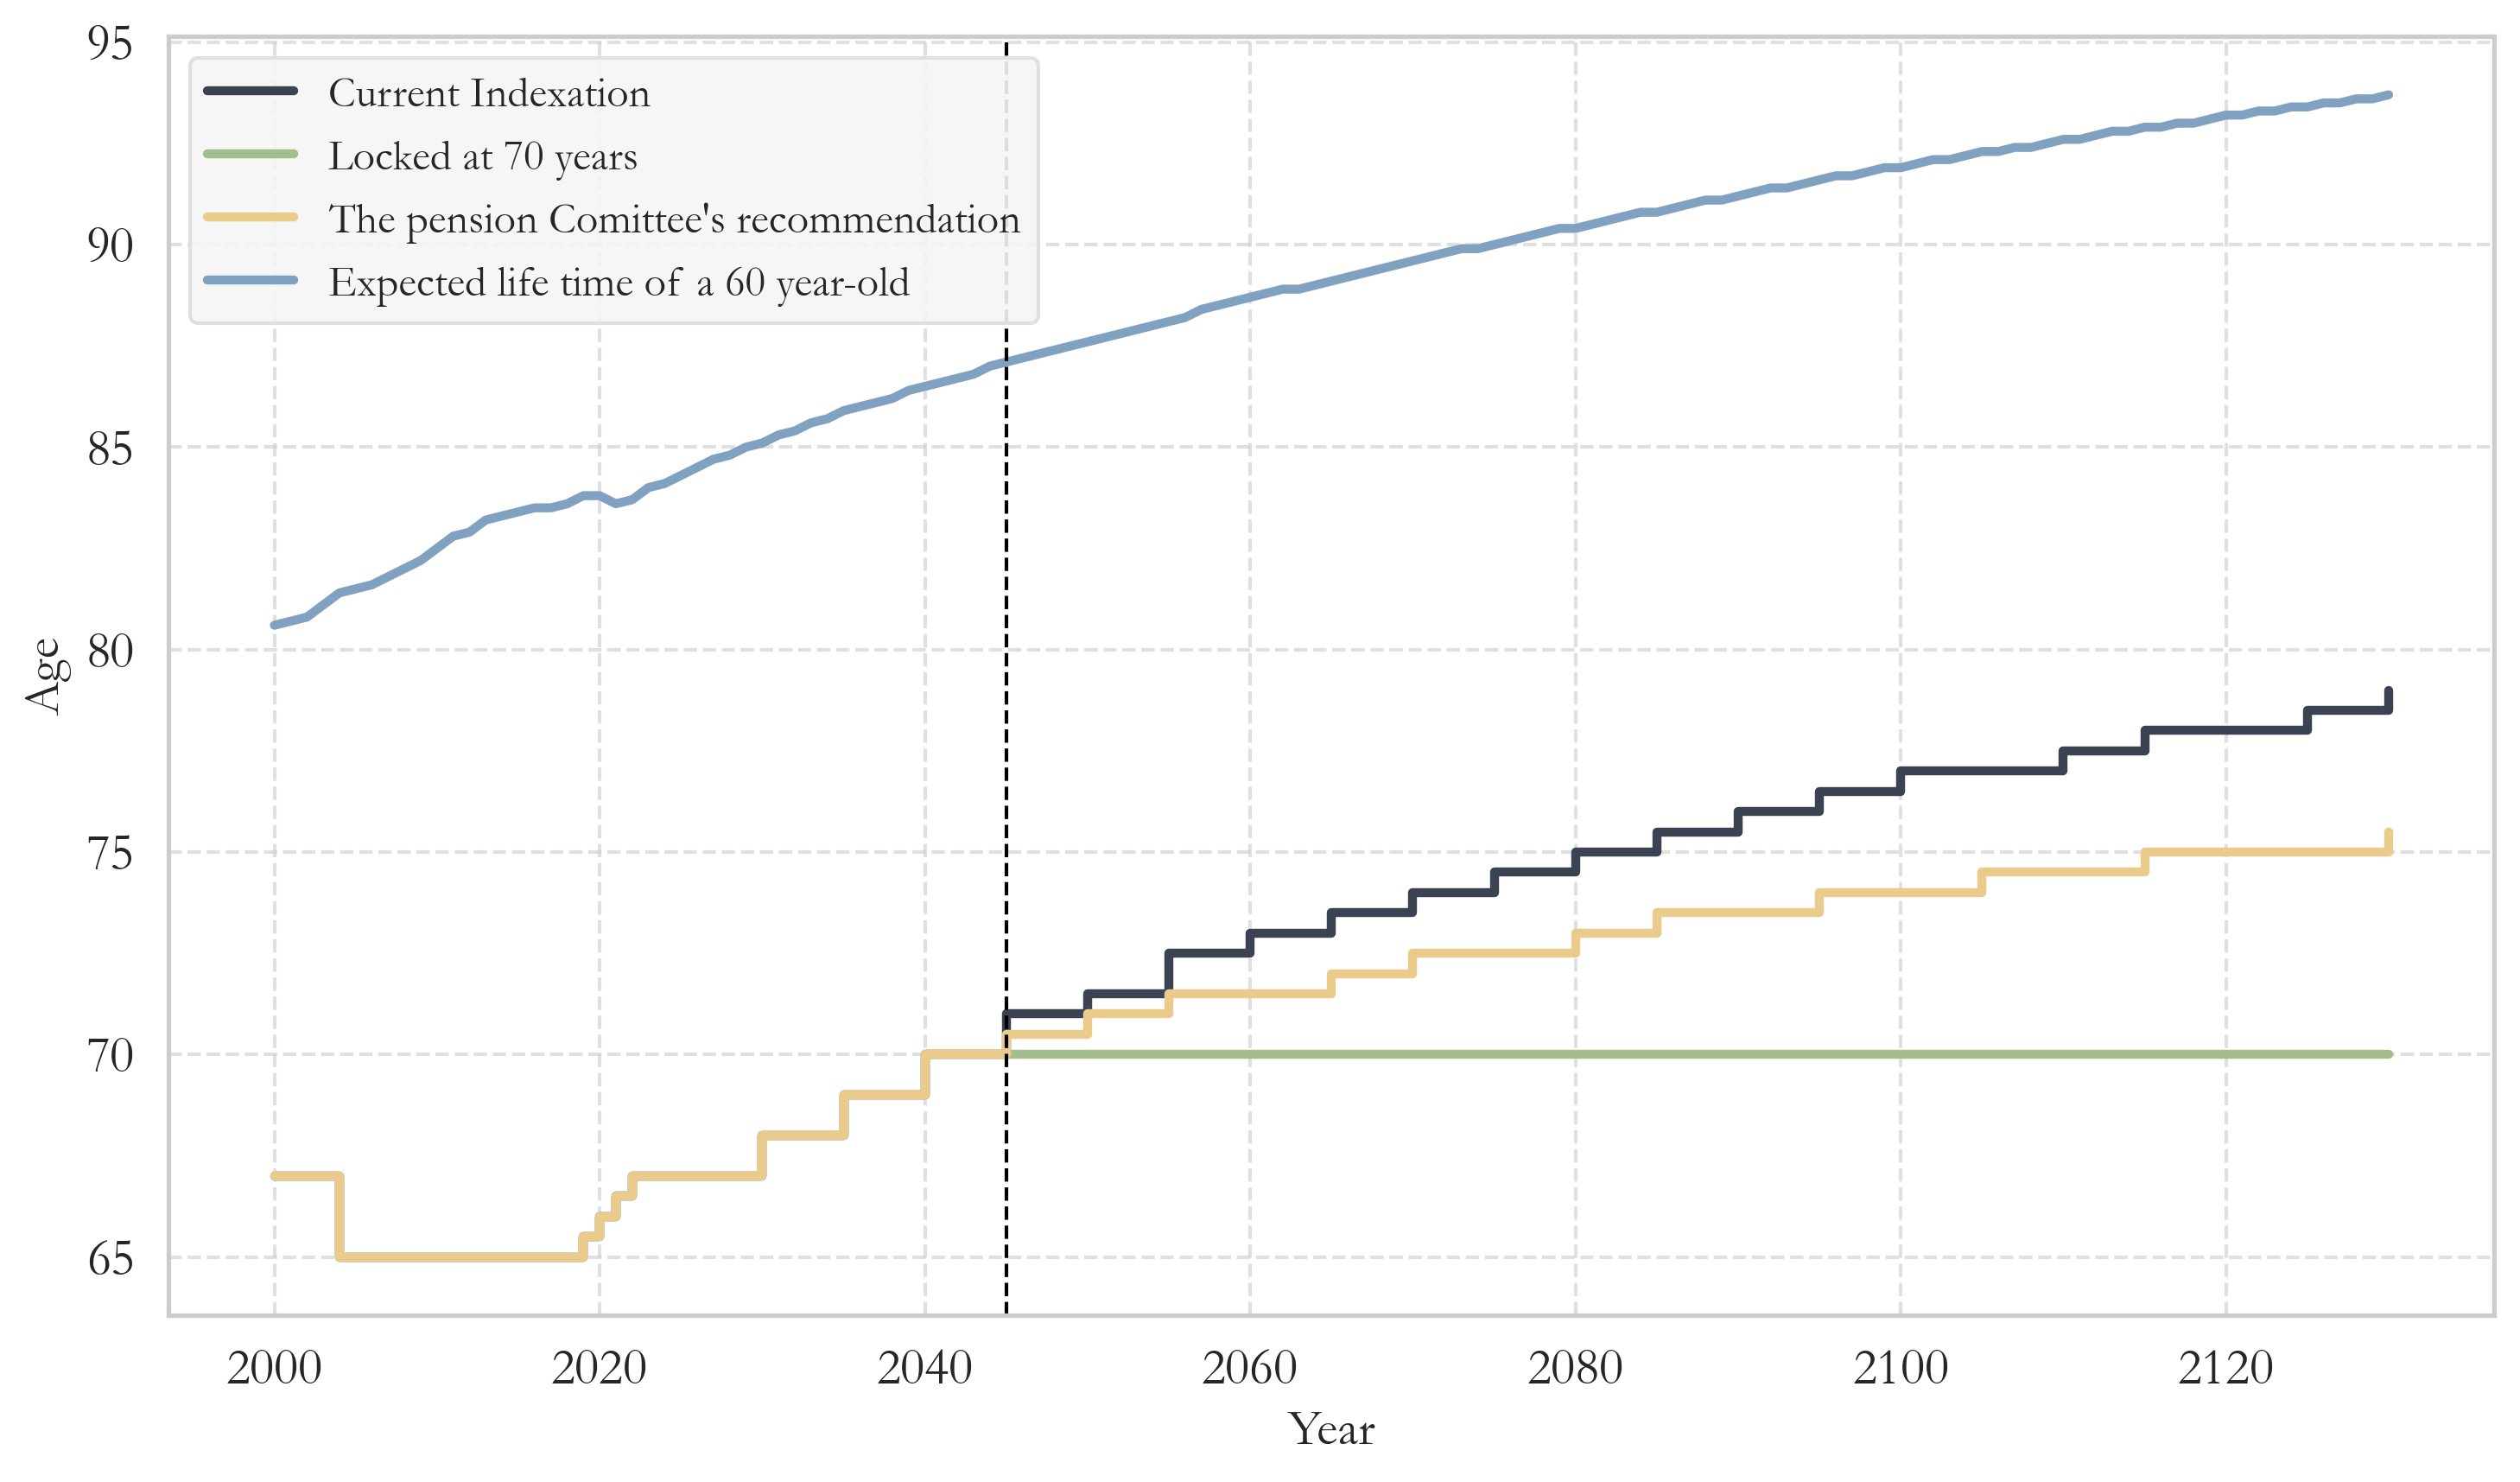 95
90
85
80
75
70
65
Age
Current Indexation
Locked at 70 years
The pension Comittee's recommendation
Expected life time of a 60 year-old
2000 2020 2040 2060 2080 2100 2120
Year